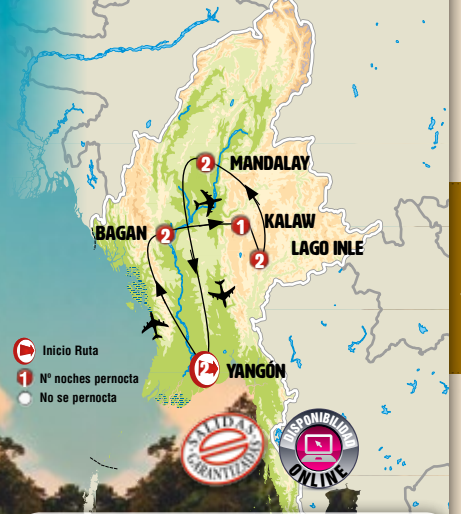 2 MANDALAY
1 KALAW
BAGAN 2
LAGO INLE
2
2 YANGÓN
Inicio Ruta
1 Nº noches pernocta
No se pernocta
SALIDAS
GARANTIZADAS
DISPONIBILIDAD
ONLINE